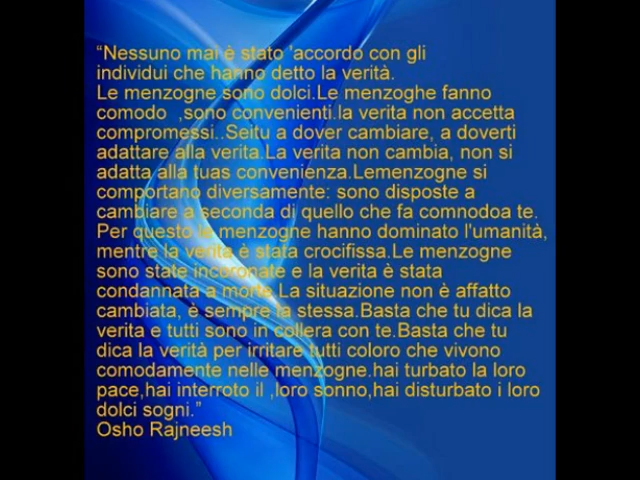 “Nessuno mai è stato 'accordo con gli
individui che hanno detto la verità.
Le menzogne sono dolci.Le menzoghe fanno
comodo ,sono convenienti.la verita non accetta
compromessi..Seitu a dover cambiare, a doverti
adattare alla verita.La verita non cambia, non si
adatta alla tuas convenienza.Lemenzogne si
comportano diversamente: sono disposte a
cambiare a seconda di quello che fa comnodoa te.
Per questo le menzogne hanno dominato l'umanità,
mentre la verità è stata crocifissa.Le menzogne
sono state incoronate e la verità è stata
condannata a morte.La situazione non è affatto
cambiata, è sempre la stessa.Basta che tu dica la
verita e tutti sono in collera con te.Basta che tu
dica la verità per irritare tutti coloro che vivono
comodamente nelle menzogne.hai turbato la loro
pace,hai interroto il ,loro sonno,hai disturbato i loro
dolci sogni.”
Osho Rajneesh